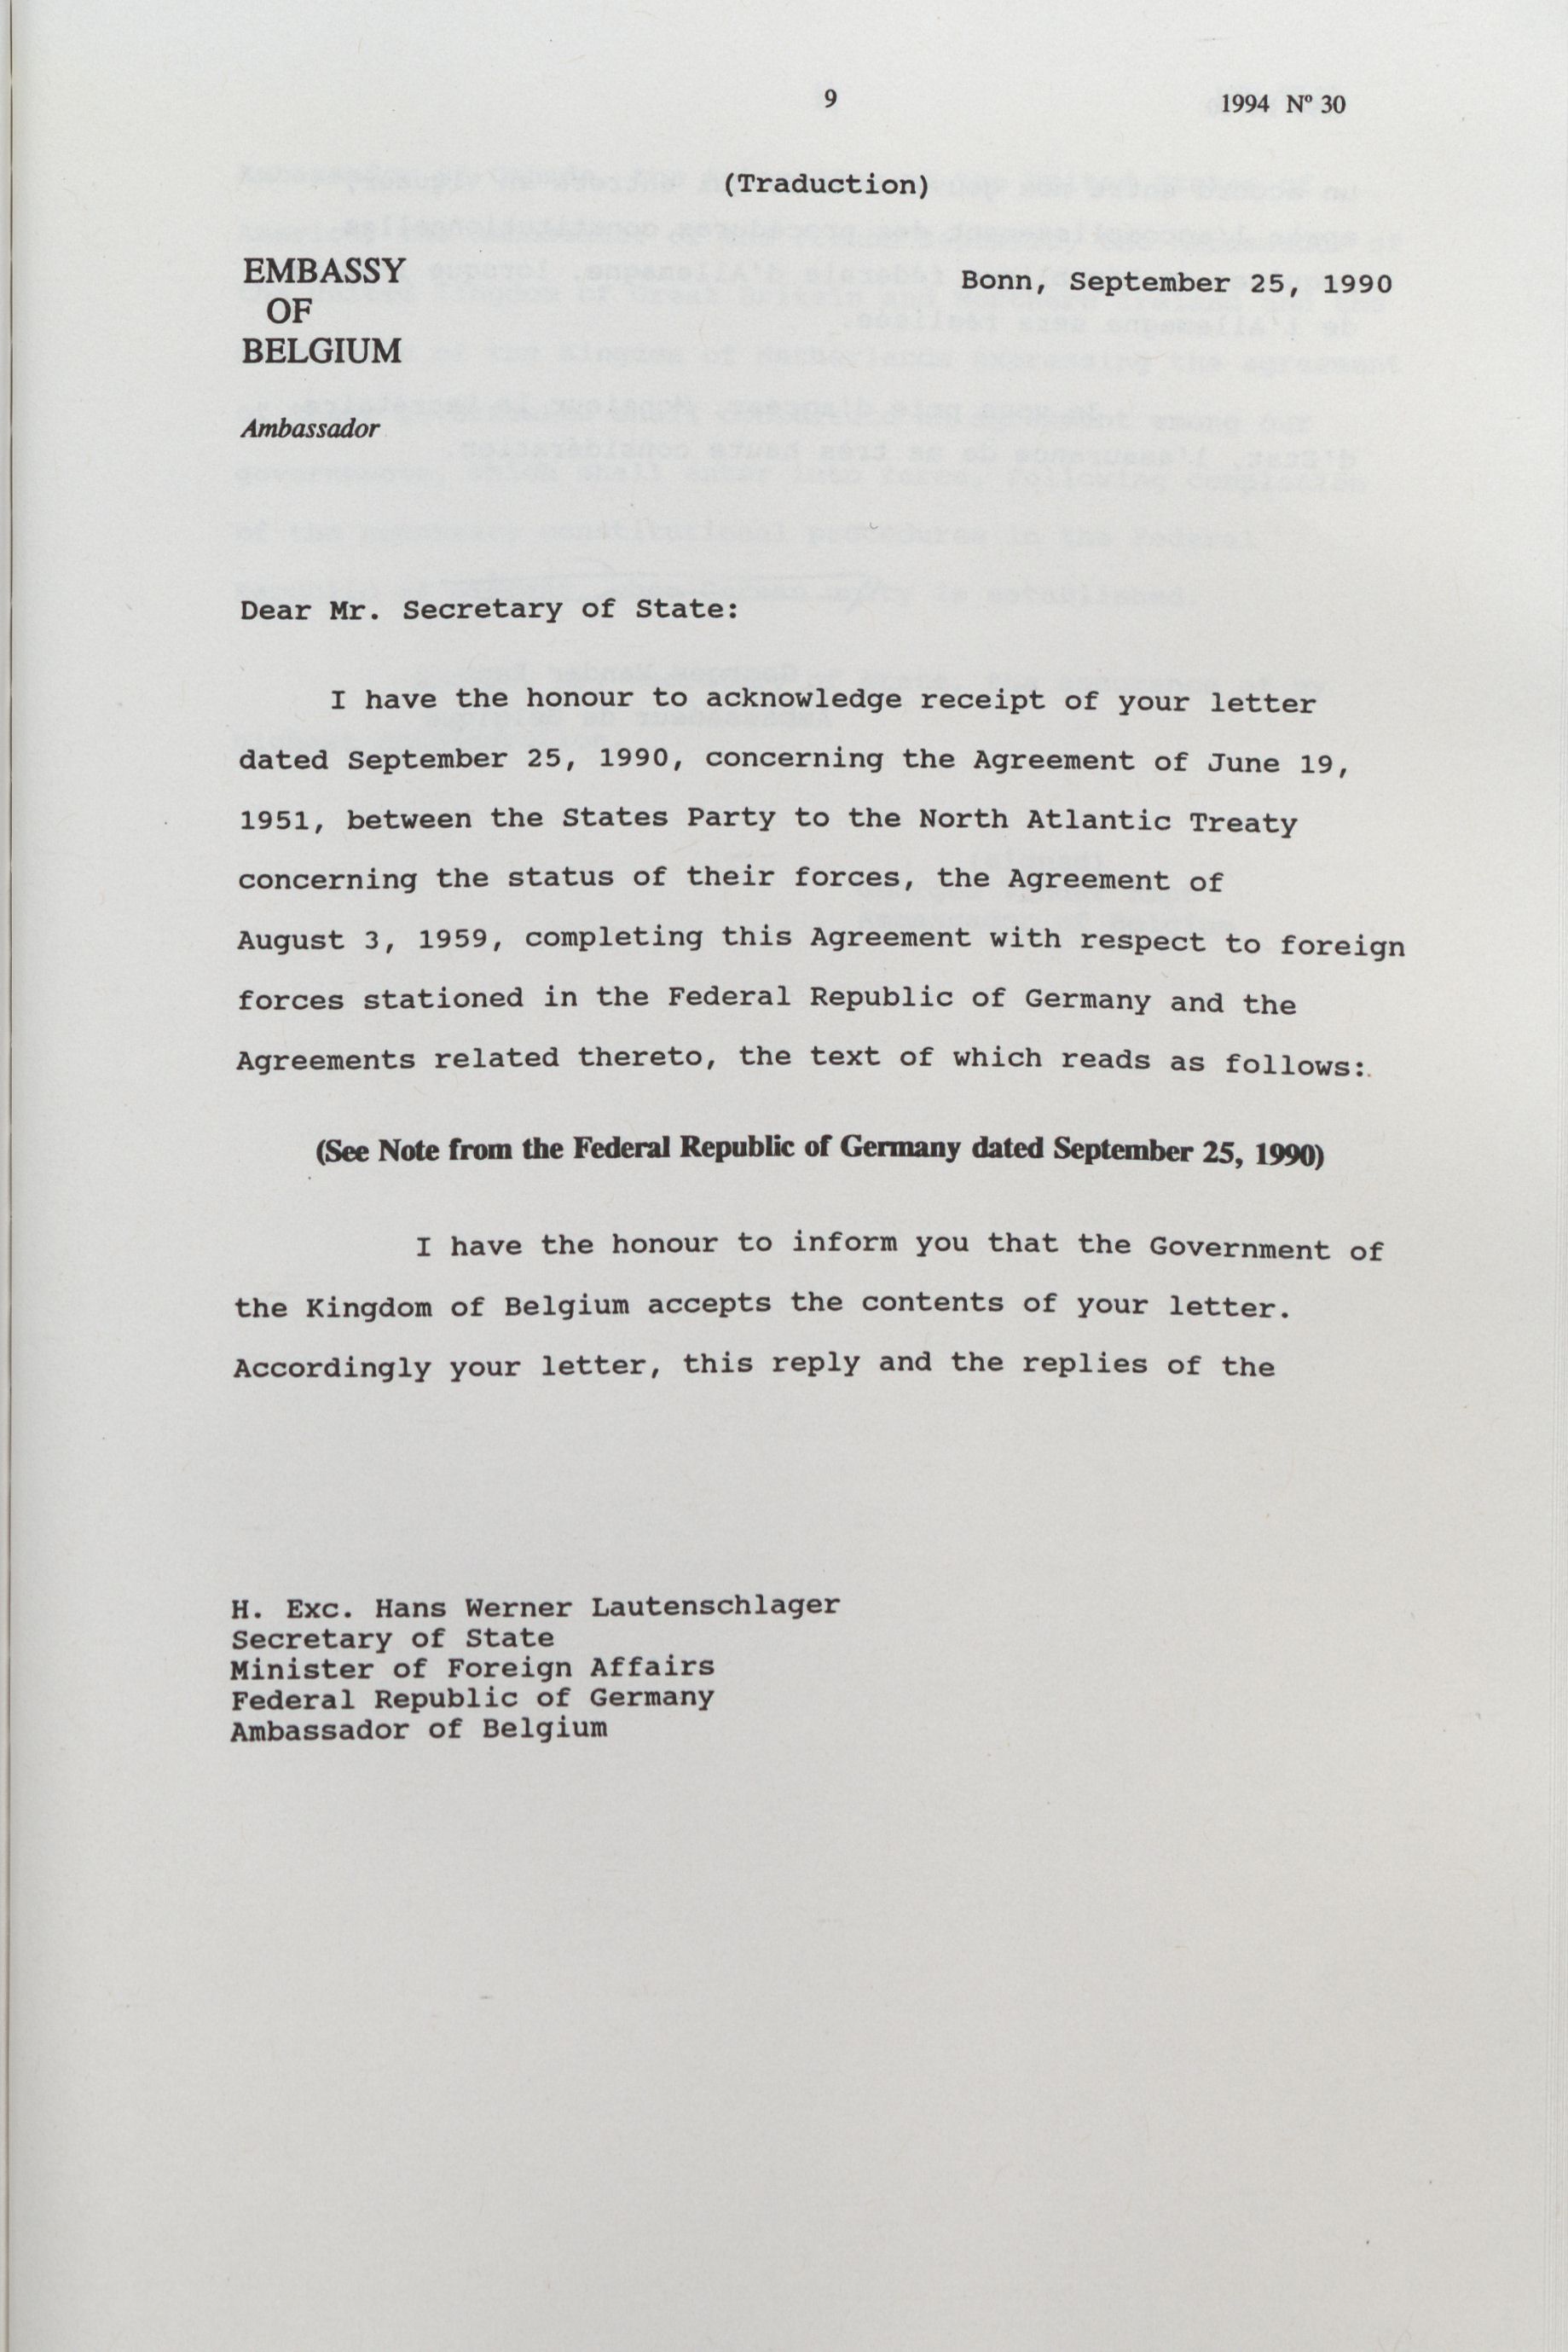 9
1994 Nº 30
(Traduction)
EMBASSY
OF
BELGIUM
Bonn, September 25, 1990
Ambassador
Dear Mr. Secretary of State:
I have the honour to acknowledge receipt of your letter
dated September 25, 1990, concerning the Agreement of June 19,
1951, between the States Party to the North Atlantic Treaty
concerning the status of their forces, the Agreement of
August 3, 1959, completing this Agreement with respect to foreign
forces stationed in the Federal Republic of Germany and the
Agreements related thereto, the text of which reads as follows:
(See Note from the Federal Republic of Germany dated September 25, 1990)
I have the honour to inform you that the Government of
the Kingdom of Belgium accepts the contents of your letter.
Accordingly your letter, this reply and the replies of the
H. Exc. Hans Werner Lautenschlager
Secretary of State
Minister of Foreign Affairs
Federal Republic of Germany
Ambassador of Belgium